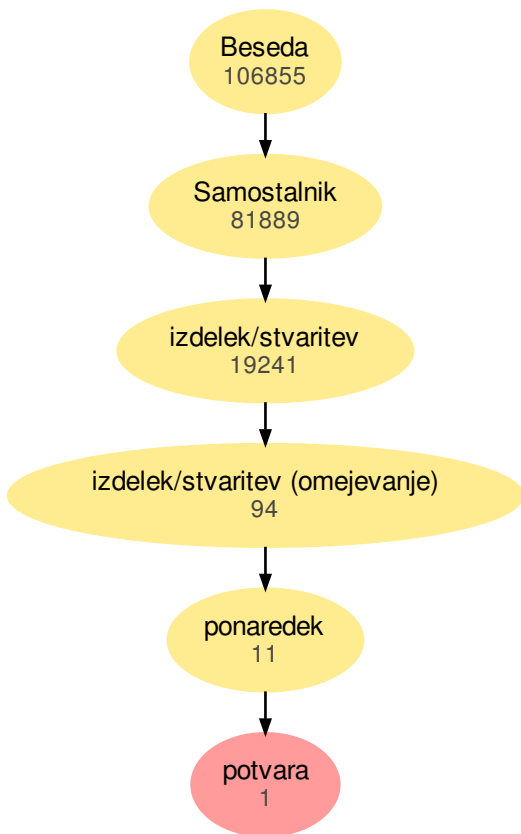 Beseda
106855
Samostalnik
81889
izdelek/stvaritev
19241
izdelek/stvaritev (omejevanje)
94
ponaredek
11
potvara
1